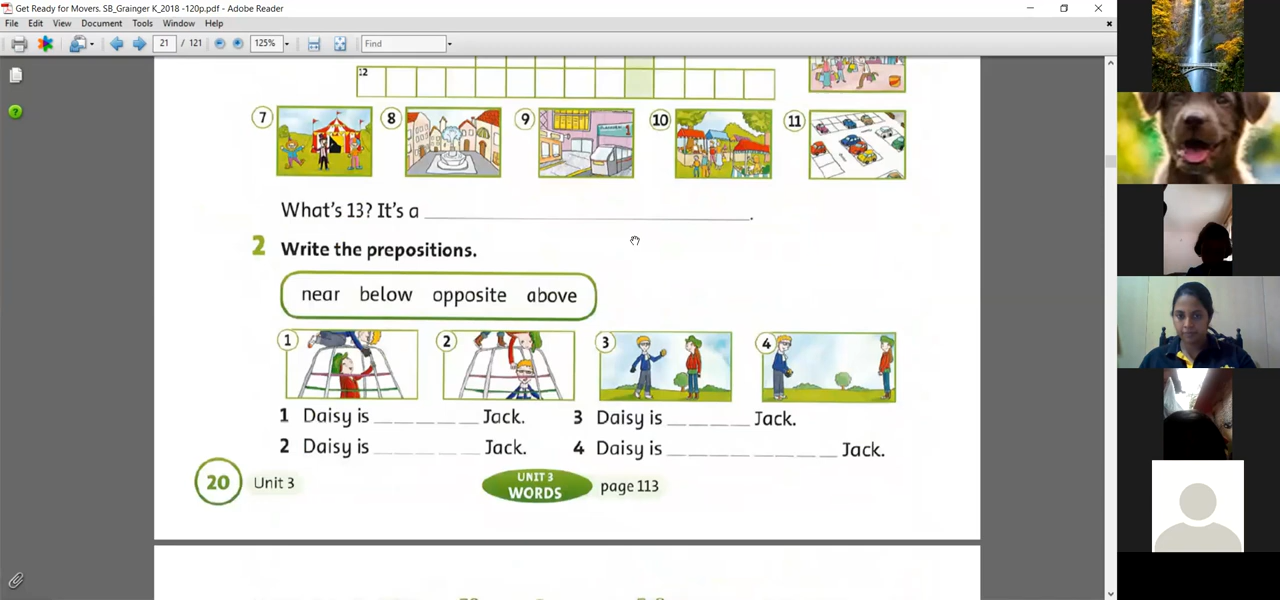 Get Ready for Movers. SB_Grainger K_2018 -120p.pdf - Adobe Reader
File Edit View Document Tools Window Help
21 / 121 125% Find
12
7 8 9 10 11
What's 13? It's a ____________.
2 Write the prepositions.
near below opposite above
1 2 3 4
1 Daisy is _ _ _ _ _ Jack. 3 Daisy is _ _ _ _ Jack.
2 Daisy is _ _ _ _ _ Jack. 4 Daisy is _ _ _ _ _ _ _ _ Jack.
20 Unit 3 UNIT 3
WORDS page 113